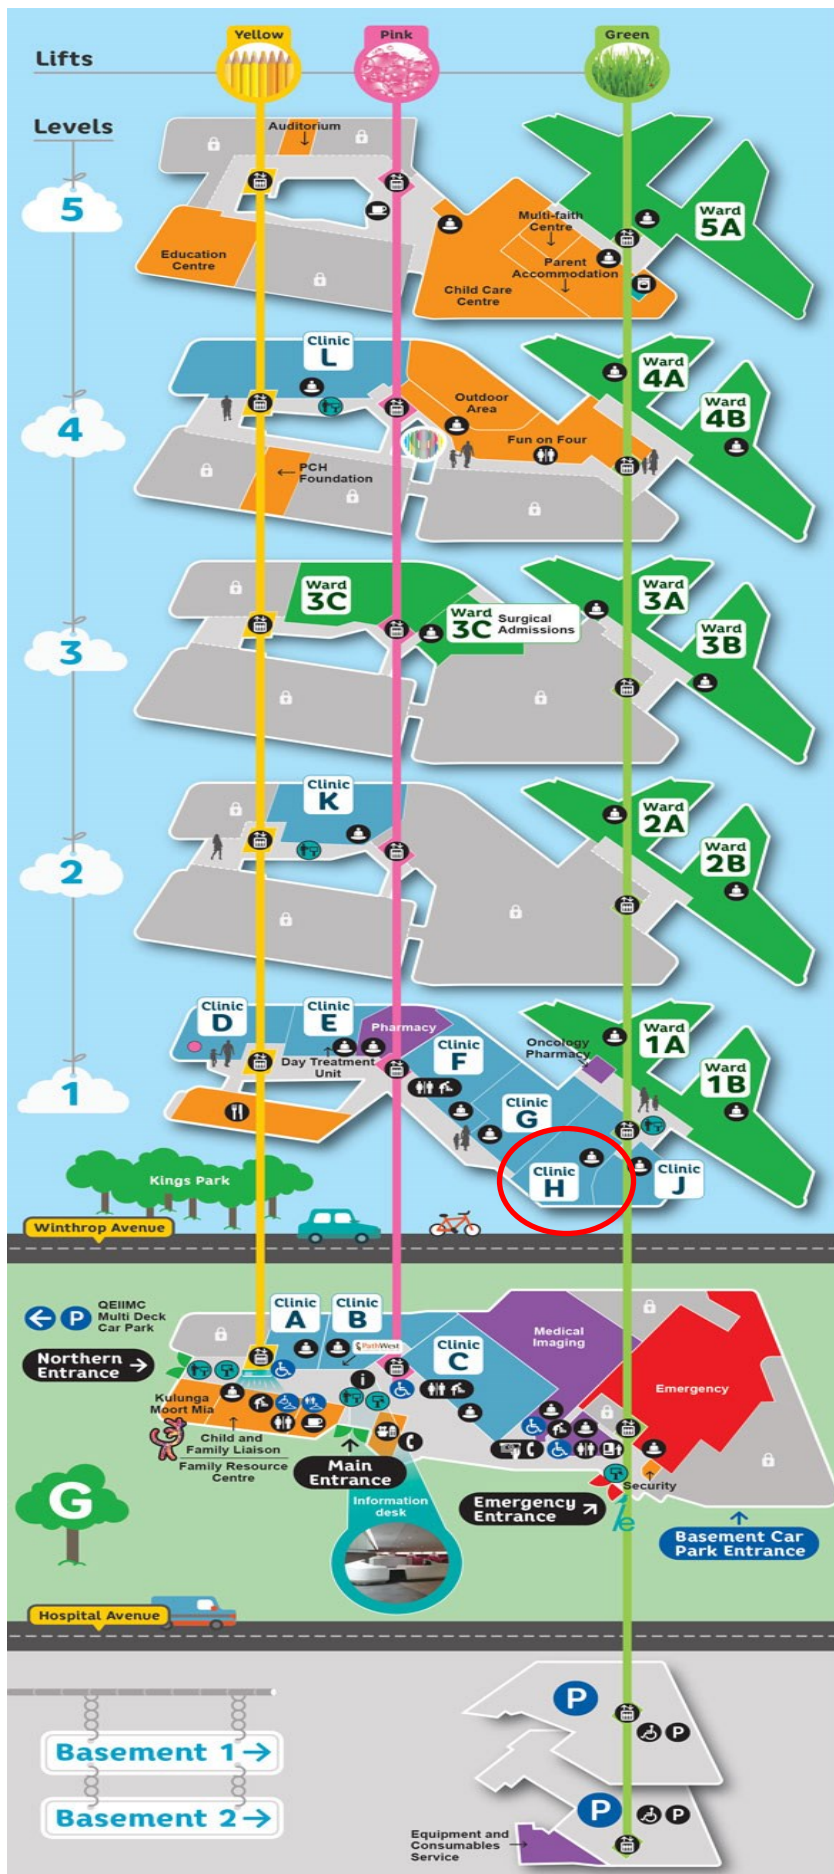 Yellow
Pink
Green
Lifts
Levels
5
Auditorium
Education
Centre
Multi-faith
Centre
Parent
Accommodation
Child Care
Centre
Ward
5A
4
Clinic
L
Outdoor
Area
Fun on Four
PCH
Foundation
Ward
4A
Ward
4B
3
Ward
3C
Ward
3C
Surgical
Admissions
Ward
3A
Ward
3B
2
Clinic
K
Ward
2A
Ward
2B
1
Clinic
D
Clinic
E
Pharmacy
Day Treatment
Unit
Clinic
F
Clinic
G
Clinic
H
Clinic
J
Oncology
Pharmacy
Ward
1A
Ward
1B
Kings Park
Winthrop Avenue
QEIIMC
Multi Deck
Car Park
P
Northern
Entrance
Clinic
A
Clinic
B
PathWest
Clinic
C
Medical
Imaging
Emergency
Kulunga
Moort Mia
Child and
Family Liaison
Family Resource
Centre
i
Main
Entrance
Information
desk
Emergency
Entrance
Security
Basement Car
Park Entrance
G
Hospital Avenue
Basement 1
Basement 2
P
P
P
P
Equipment and
Consumables
Service